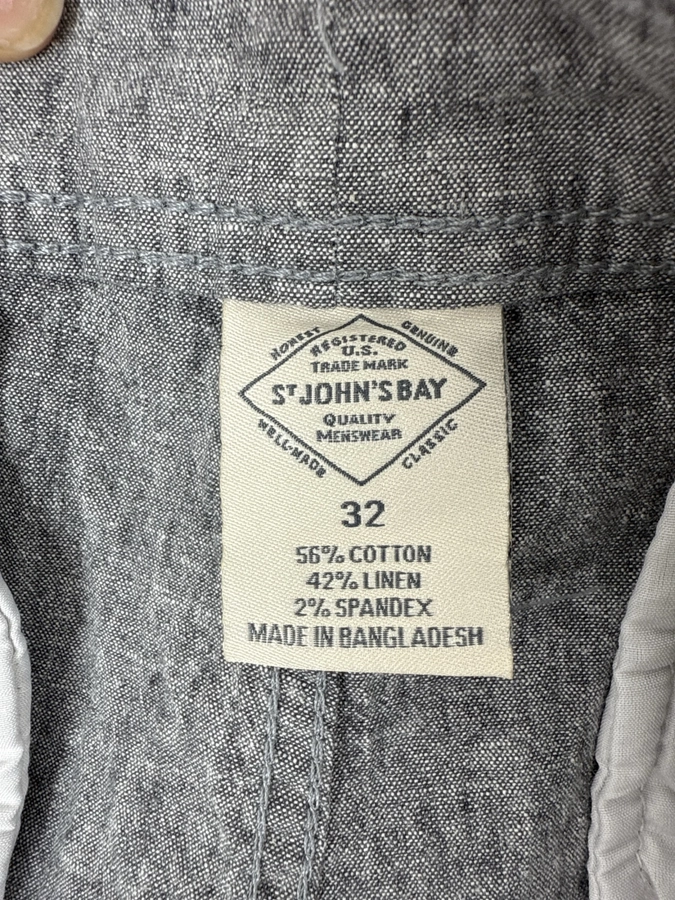 HONEST GENUINE
REGISTERED
U.S.
TRADE MARK
ST JOHN'S BAY
QUALITY
MENSWEAR
WELL-MADE CLASSIC
32
56% COTTON
42% LINEN
2% SPANDEX
MADE IN BANGLADESH